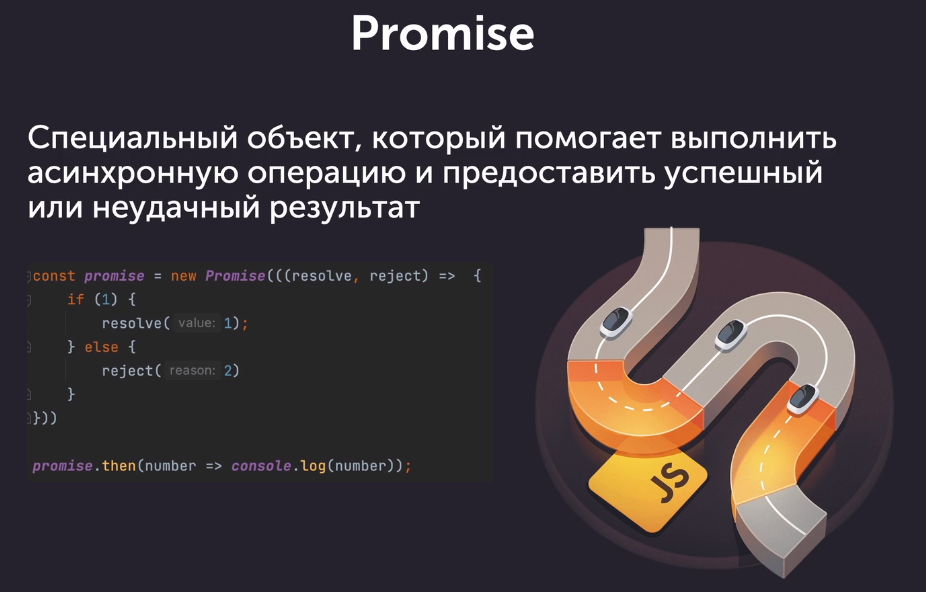 Promise
Специальный объект, который помогает выполнить
асинхронную операцию и предоставить успешный
или неудачный результат
const promise = new Promise(((resolve, reject) => {
if (1) {
resolve( value: 1);
} else {
reject( reason: 2)
}
}))
promise.then(number => console.log(number));
JS